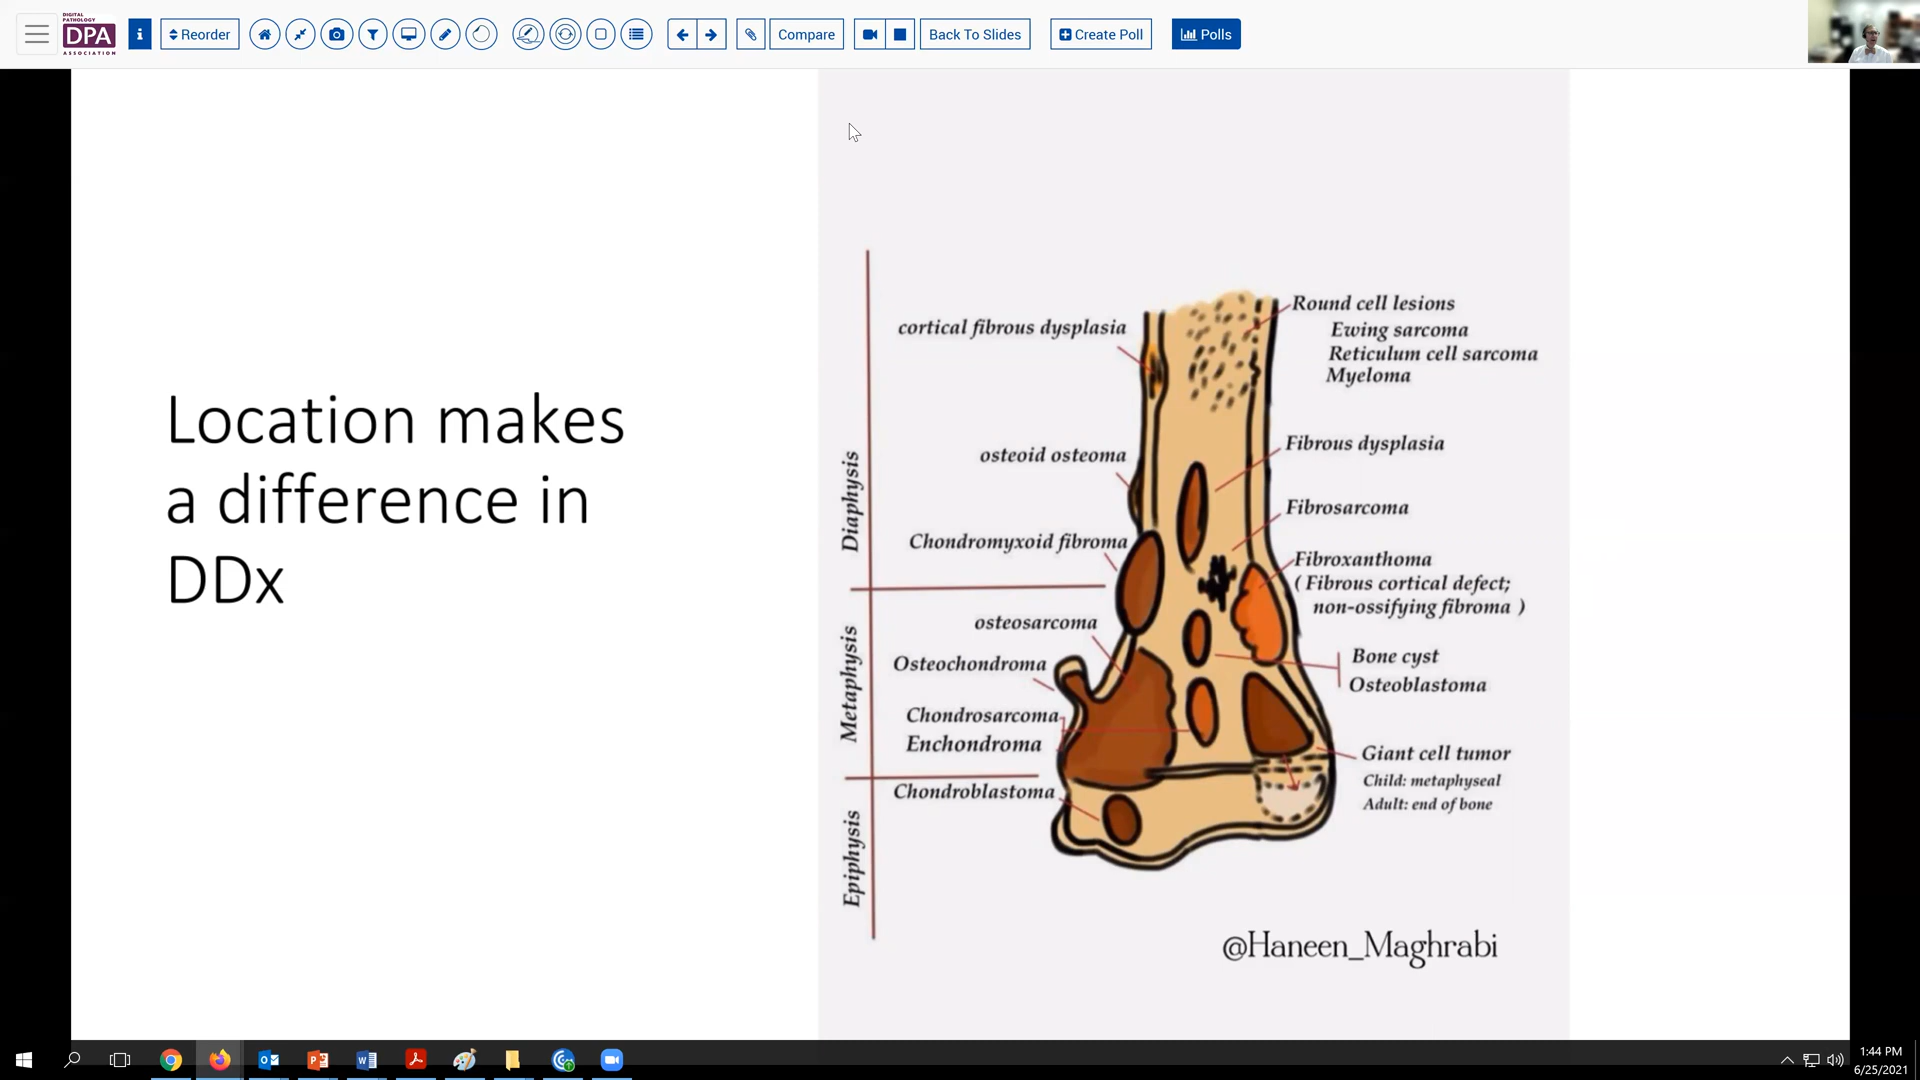 DIGITAL PATHOLOGY
DPA
ASSOCIATION
i
Reorder
Compare
Back To Slides
Create Poll
Polls
Location makes
a difference in
DDx
Diaphysis
Metaphysis
Epiphysis
cortical fibrous dysplasia
osteoid osteoma
Chondromyxoid fibroma
osteosarcoma
Osteochondroma
Chondrosarcoma
Enchondroma
Chondroblastoma
Round cell lesions
Ewing sarcoma
Reticulum cell sarcoma
Myeloma
Fibrous dysplasia
Fibrosarcoma
Fibroxanthoma
( Fibrous cortical defect;
non-ossifying fibroma )
Bone cyst
Osteoblastoma
Giant cell tumor
Child: metaphyseal
Adult: end of bone
@Haneen_Maghrabi
1:44 PM
6/25/2021